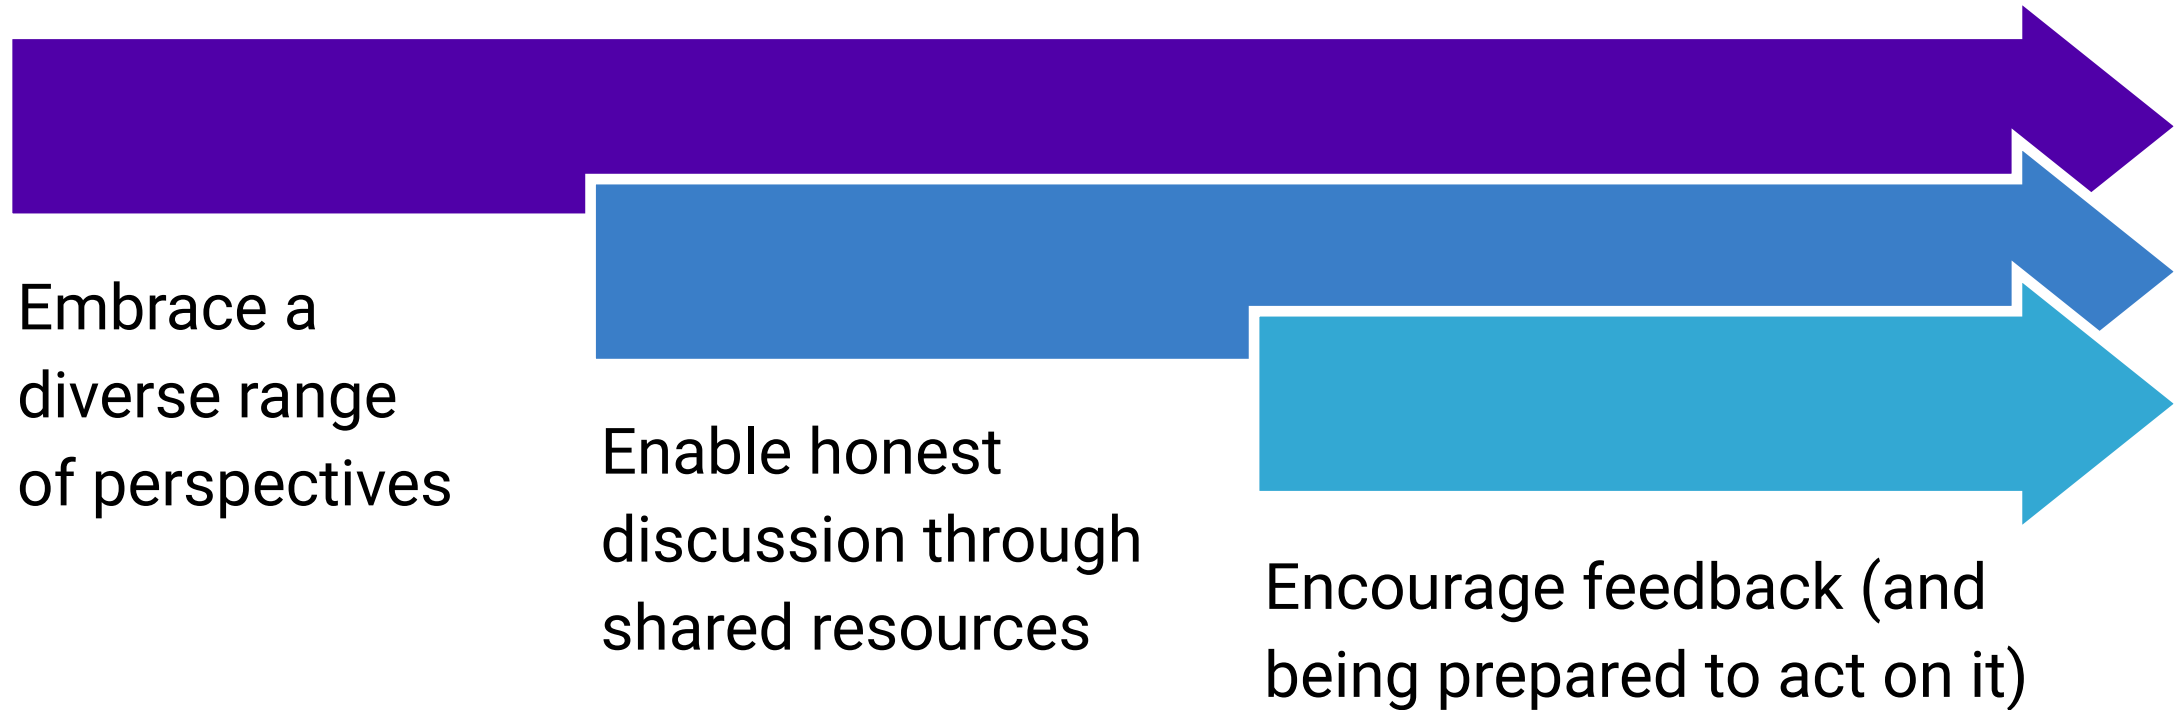 Embrace a
diverse range
of perspectives
Enable honest
discussion through
shared resources
Encourage feedback (and
being prepared to act on it)